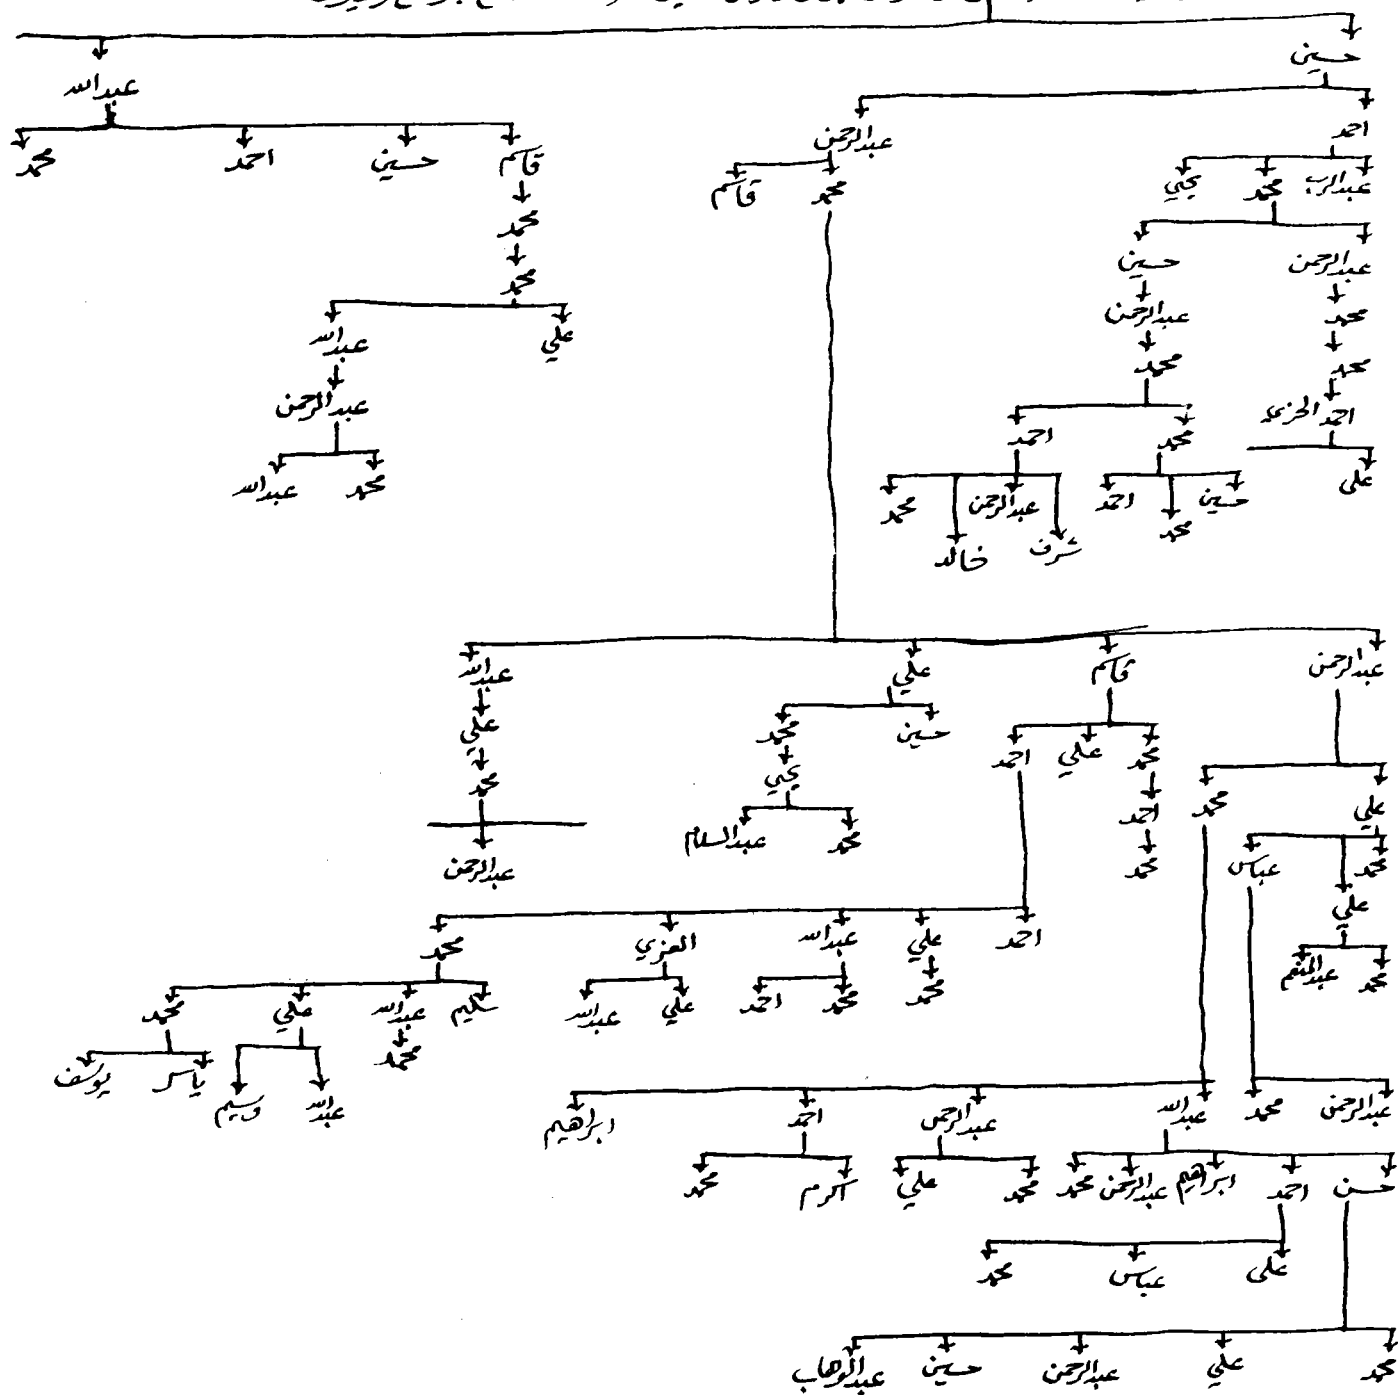 حسين
عبدالله
احمد
عبدالرحمن
قاسم
حسين
احمد
محمد
عبدالرب
محمد
يحيي
محمد
قاسم
محمد
عبدالرحمن
حسين
محمد
محمد
عبدالرحمن
علي
عبدالله
محمد
محمد
عبدالرحمن
احمد
محمد
احمد
علي
حسين
احمد
عبدالرحمن
محمد
محمد
عبدالله
محمد
شرف
خالد
عبدالرحمن
قاسم
علي
عبدالله
محمد
علي
احمد
حسين
محمد
علي
علي
محمد
احمد
يحيي
محمد
محمد
عباس
محمد
محمد
عبدالسلام
عبدالرحمن
علي
احمد
علي
عبدالله
العزي
محمد
محمد
عبدالمنعم
محمد
محمد
احمد
علي
عبدالله
سليم
عبدالله
علي
محمد
محمد
ياسر
يوسف
عبدالرحمن
محمد
عبدالله
عبدالرحمن
احمد
ابراهيم
عبدالله
وسيم
حسن
احمد
ابراهيم
عبدالرحمن
محمد
محمد
علي
اكرم
محمد
علي
عباس
محمد
محمد
علي
عبدالرحمن
حسين
عبدالوهاب